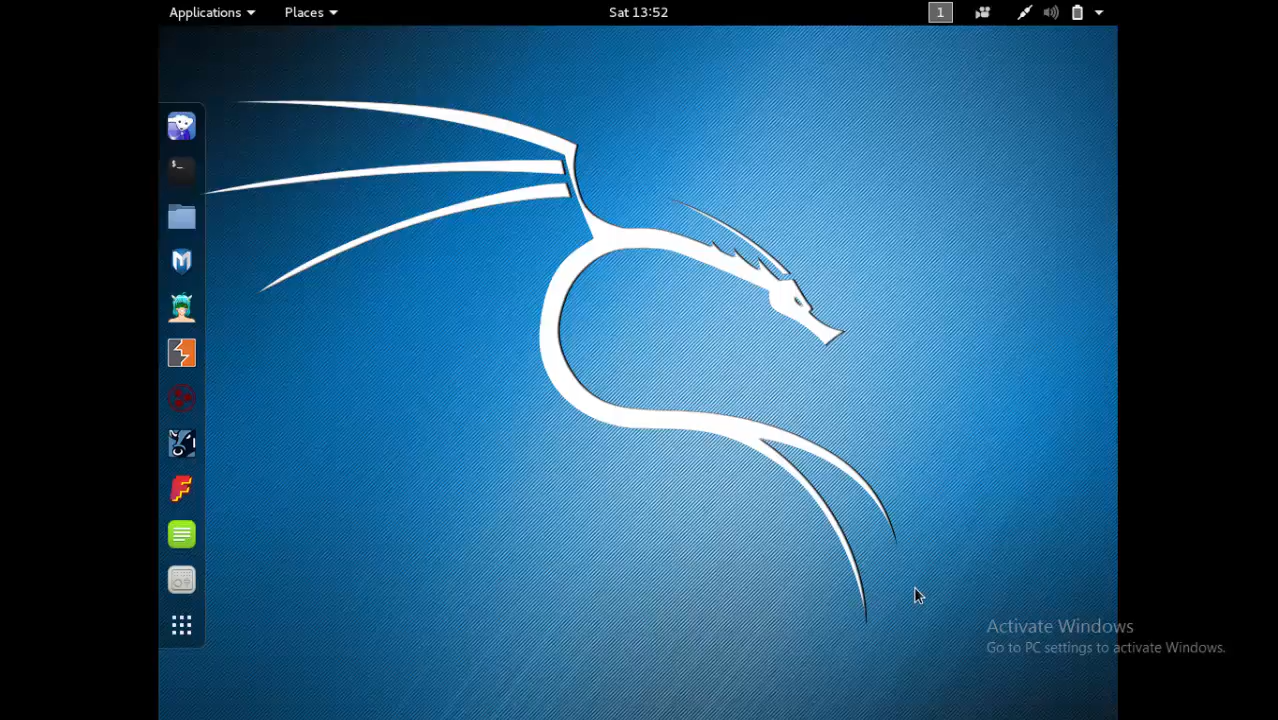 Applications Places Sat 13:52 1
$_
Activate Windows
Go to PC settings to activate Windows.